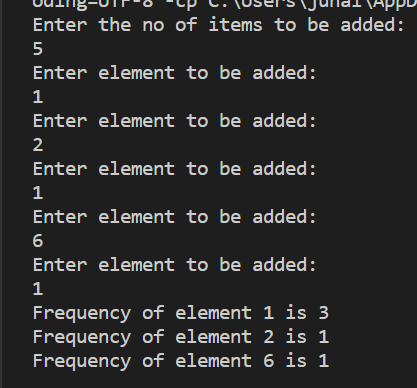 Enter the no of items to be added:
5
Enter element to be added:
1
Enter element to be added:
2
Enter element to be added:
1
Enter element to be added:
6
Enter element to be added:
1
Frequency of element 1 is 3
Frequency of element 2 is 1
Frequency of element 6 is 1